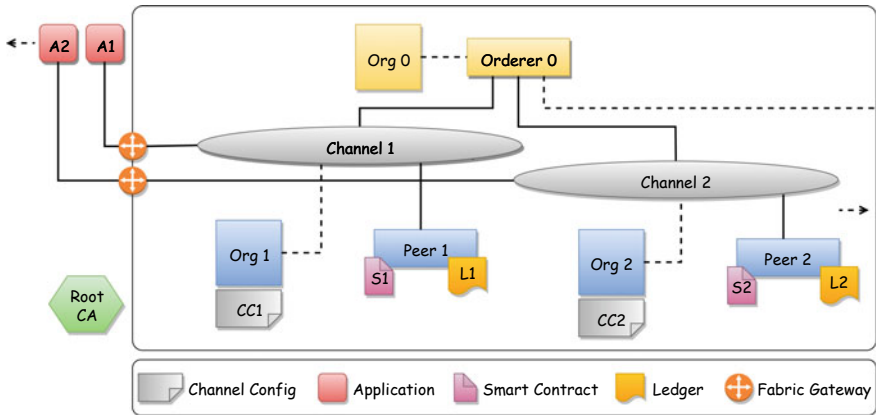 A2
A1
Org 0
Orderer 0
Channel 1
Channel 2
Org 1
Peer 1
S1
L1
Org 2
Peer 2
S2
L2
CC1
CC2
Root
CA
Channel Config
Application
Smart Contract
Ledger
Fabric Gateway